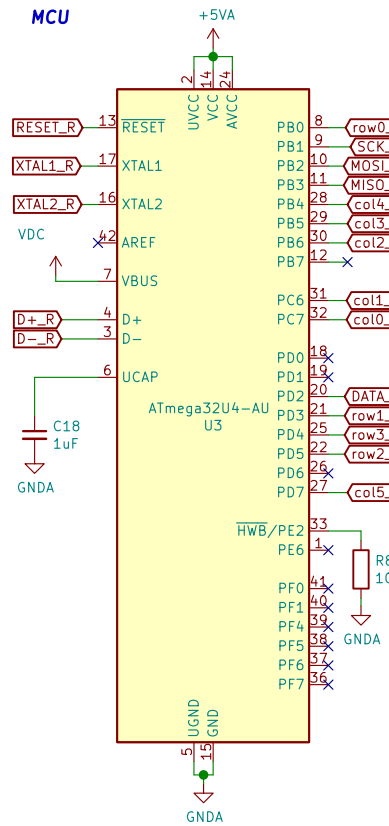 MCU
+5VA
2
14
24
UVCC
VCC
AVCC
RESET_R 13 RESET
XTAL1_R 17 XTAL1
XTAL2_R 16 XTAL2
42 AREF
VDC
7 VBUS
D+_R 4 D+
D-_R 3 D-
6 UCAP
C18
1uF
GNDA
ATmega32U4-AU
U3
PB0 8 row0_
PB1 9 SCK_
PB2 10 MOSI_
PB3 11 MISO_
PB4 28 col4_
PB5 29 col3_
PB6 30 col2_
PB7 12
PC6 31 col1_
PC7 32 col0_
PD0 18
PD1 19
PD2 20 DATA_
PD3 21 row1_
PD4 25 row3_
PD5 22 row2_
PD6 26
PD7 27 col5_
HWB/PE2 33
PE6 1
PF0 41
PF1 40
PF4 39
PF5 38
PF6 37
PF7 36
GNDA
UGND
GND
5
15
GNDA